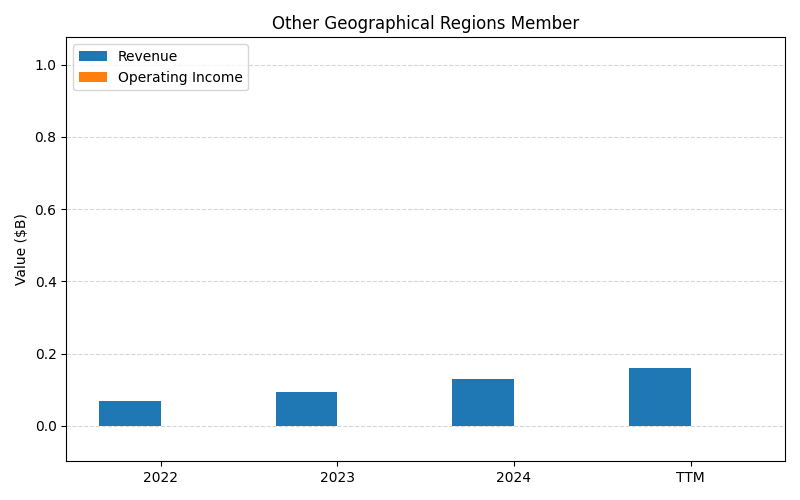 Other Geographical Regions Member
Revenue
Operating Income
Value ($B)
1.0
0.8
0.6
0.4
0.2
0.0
2022
2023
2024
TTM